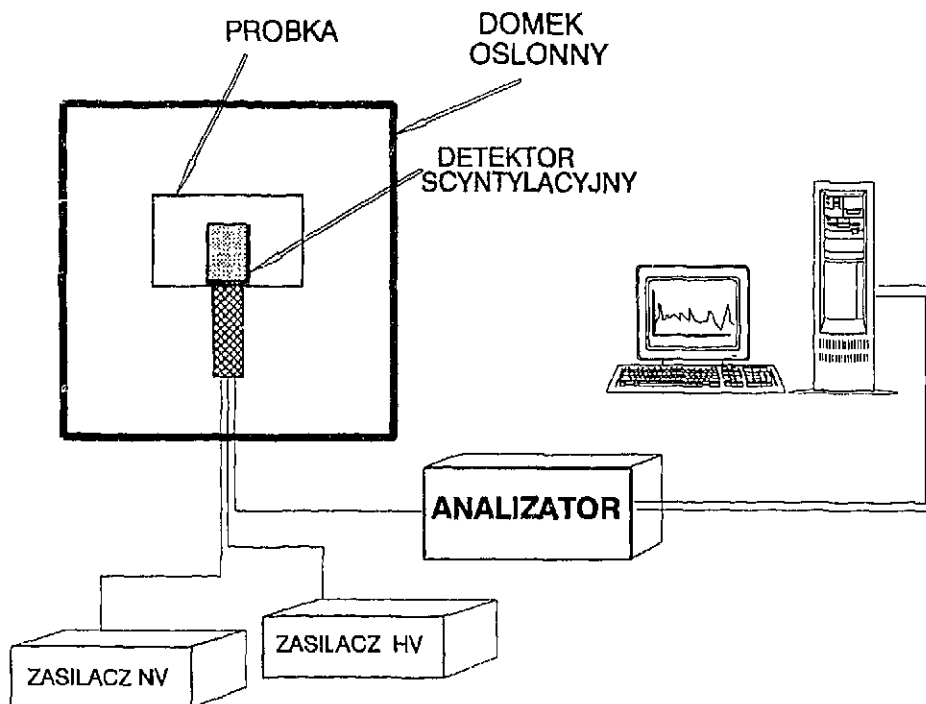 PROBKA
DOMEK
OSLONNY
DETEKTOR
SCYNTYLACYJNY
ANALIZATOR
ZASILACZ HV
ZASILACZ NV